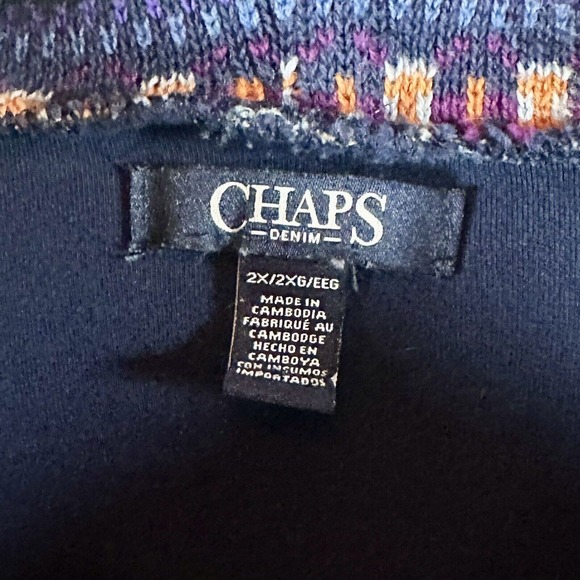 CHAPS
DENIM
2X/2XG/EEG
MADE IN
CAMBODIA
FABRIQUÉ AU
CAMBODGE
HECHO EN
CAMBOYA
CON INSUMOS
IMPORTADOS